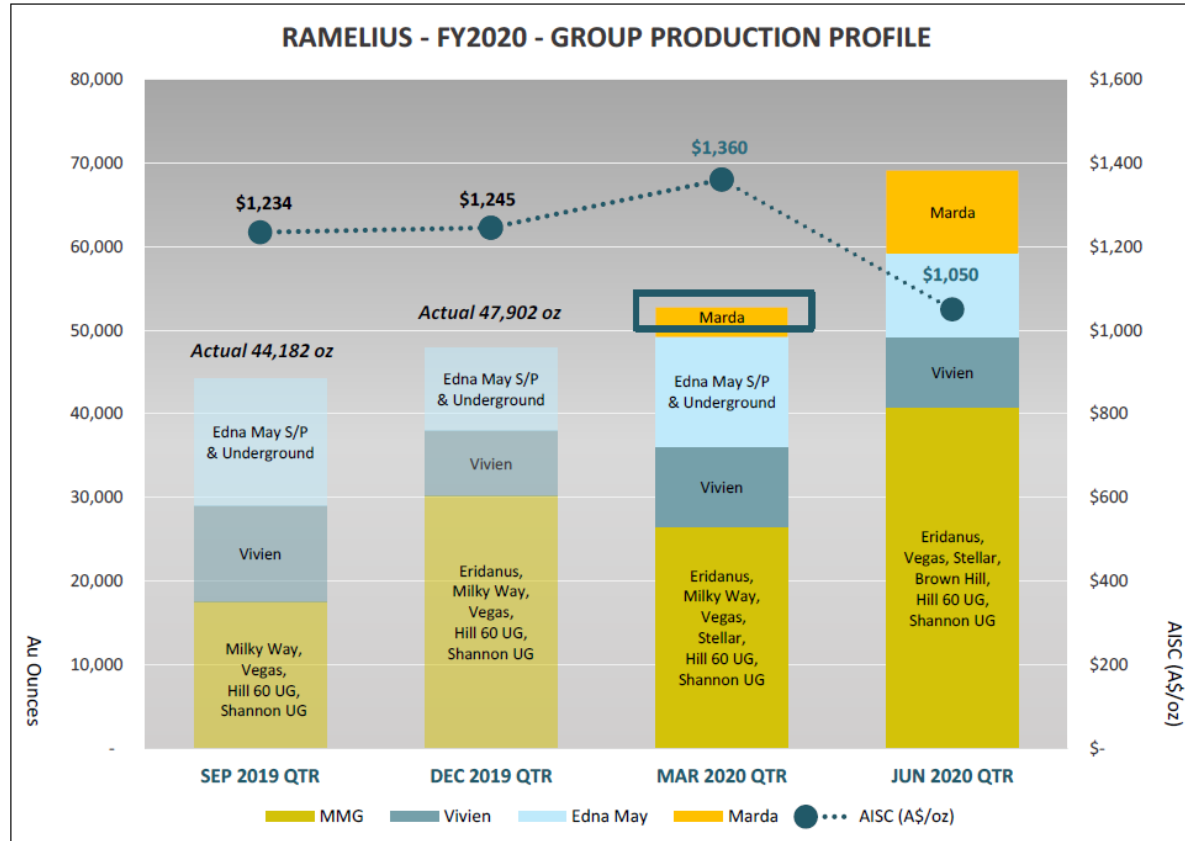 RAMELIUS - FY2020 - GROUP PRODUCTION PROFILE
80,000
70,000
60,000
50,000
40,000
30,000
20,000
10,000
-
Au Ounces
$1,600
$1,400
$1,200
$1,000
$800
$600
$400
$200
$-
AISC (A$/oz)
$1,234
$1,245
$1,360
$1,050
Actual 44,182 oz
Edna May S/P
& Underground
Vivien
Milky Way,
Vegas,
Hill 60 UG,
Shannon UG
Actual 47,902 oz
Edna May S/P
& Underground
Vivien
Eridanus,
Milky Way,
Vegas,
Hill 60 UG,
Shannon UG
Marda
Edna May S/P
& Underground
Vivien
Eridanus,
Milky Way,
Vegas,
Stellar,
Hill 60 UG,
Shannon UG
Marda
Vivien
Eridanus,
Vegas, Stellar,
Brown Hill,
Hill 60 UG,
Shannon UG
SEP 2019 QTR
DEC 2019 QTR
MAR 2020 QTR
JUN 2020 QTR
MMG
Vivien
Edna May
Marda
AISC (A$/oz)